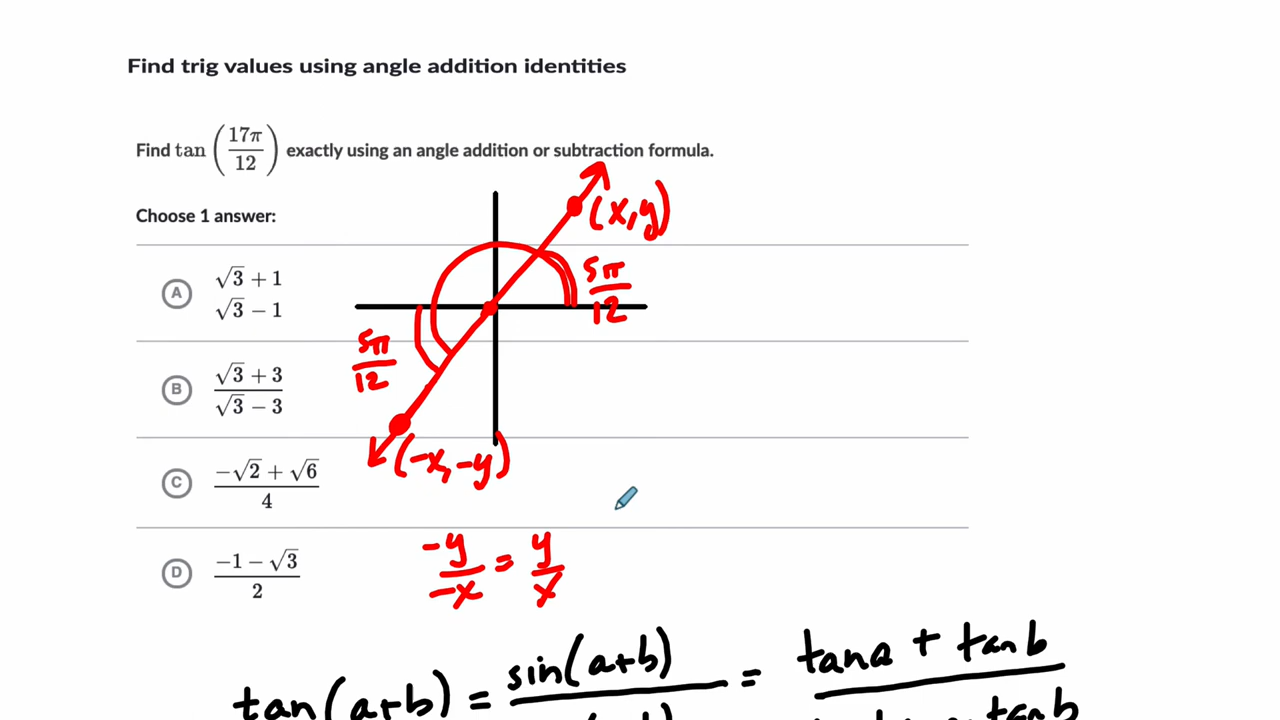 Find trig values using angle addition identities
Find tan (17π/12) exactly using an angle addition or subtraction formula.
(x,y)
Choose 1 answer:
5π/12
A
√3 + 1
√3 − 1
5π/12
B
√3 + 3
√3 − 3
(-x,-y)
C
−√2 + √6
4
-y/-x = y/x
D
−1 − √3
2
tan(a+b) = sin(a+b) = tana + tanb
tanb